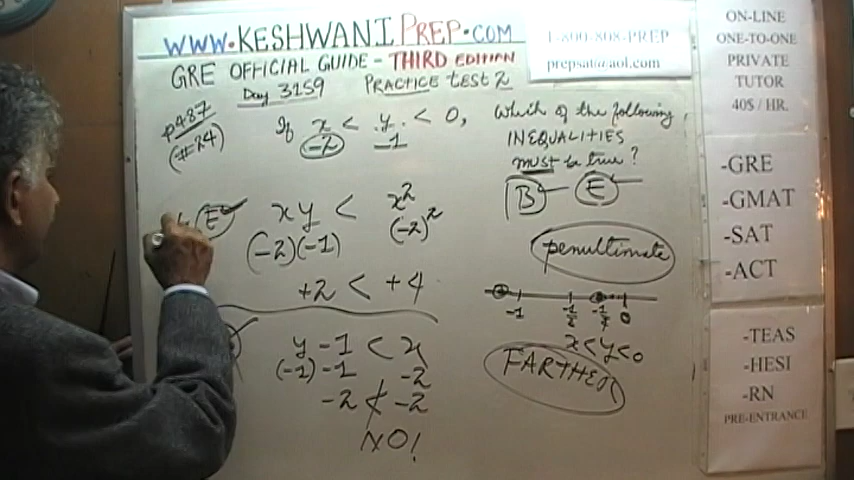 WWW.KESHWANIPREP.COM
GRE OFFICIAL GUIDE - THIRD EDITION
Day 3159 PRACTICE TEST 2
1-800-808-PREP
prepsat@aol.com
p487
(#24)
If x < y < 0,
-2 -1
Which of the following
INEQUALITIES
must be true?
B E
E xy < x²
(-2)(-1) (-2)²
+2 < +4
penultimate
-1 -1/2 0
x<y<0
FARTHER
y-1 < x
(-1)-1 -2
-2 ≮ -2
NO!
ON-LINE
ONE-TO-ONE
PRIVATE
TUTOR
40$ / HR.
-GRE
-GMAT
-SAT
-ACT
-TEAS
-HESI
-RN
PRE-ENTRANCE